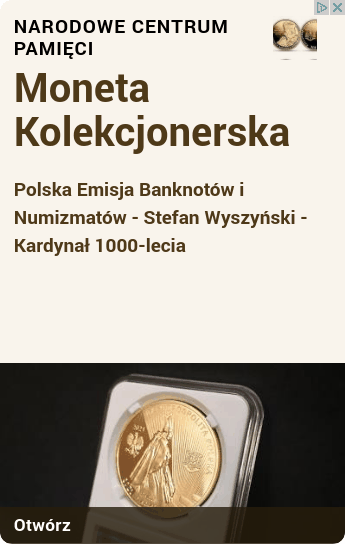 NARODOWE CENTRUM
PAMIĘCI
Moneta
Kolekcjonerska
Polska Emisja Banknotów i
Numizmatów - Stefan Wyszyński -
Kardynał 1000-lecia
Otwórz